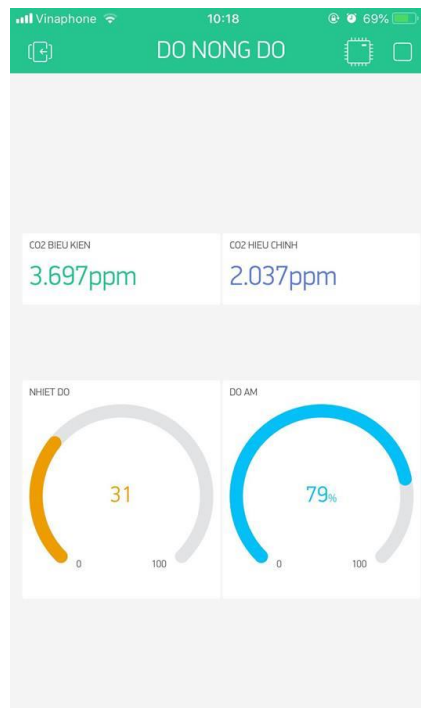 Vinaphone 10:18 69%
DO NONG DO
CO2 BIEU KIEN CO2 HIEU CHINH
3.697ppm 2.037ppm
NHIET DO DO AM
31 79%
0 100 0 100